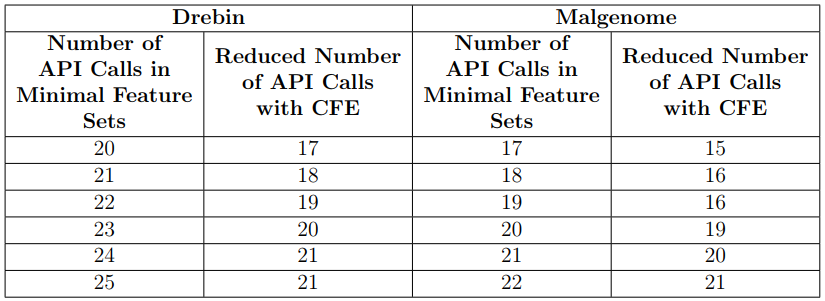 Drebin Malgenome
Number of API Calls in Minimal Feature Sets Reduced Number of API Calls with CFE Number of API Calls in Minimal Feature Sets Reduced Number of API Calls with CFE
20 17 17 15
21 18 18 16
22 19 19 16
23 20 20 19
24 21 21 20
25 21 22 21